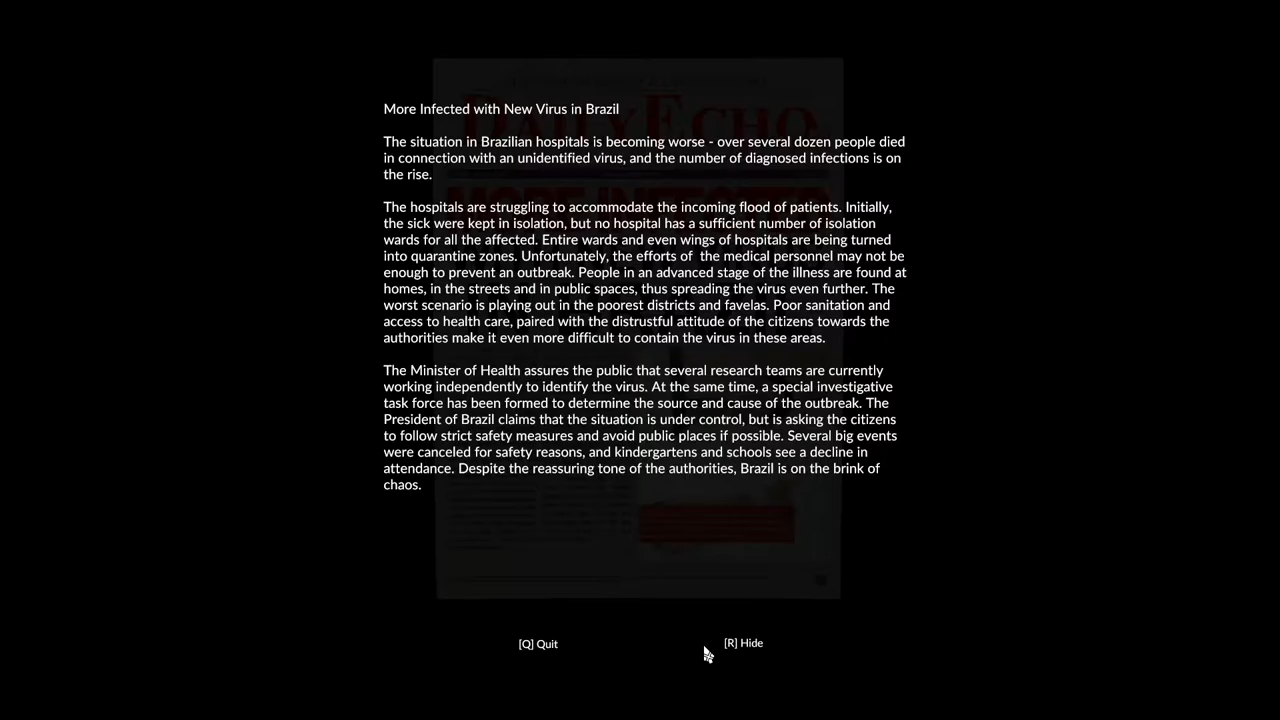 DAILY ECHO
More Infected with New Virus in Brazil
The situation in Brazilian hospitals is becoming worse - over several dozen people died
in connection with an unidentified virus, and the number of diagnosed infections is on
the rise.
The hospitals are struggling to accommodate the incoming flood of patients. Initially,
the sick were kept in isolation, but no hospital has a sufficient number of isolation
wards for all the affected. Entire wards and even wings of hospitals are being turned
into quarantine zones. Unfortunately, the efforts of  the medical personnel may not be
enough to prevent an outbreak. People in an advanced stage of the illness are found at
homes, in the streets and in public spaces, thus spreading the virus even further. The
worst scenario is playing out in the poorest districts and favelas. Poor sanitation and
access to health care, paired with the distrustful attitude of the citizens towards the
authorities make it even more difficult to contain the virus in these areas.
The Minister of Health assures the public that several research teams are currently
working independently to identify the virus. At the same time, a special investigative
task force has been formed to determine the source and cause of the outbreak. The
President of Brazil claims that the situation is under control, but is asking the citizens
to follow strict safety measures and avoid public places if possible. Several big events
were canceled for safety reasons, and kindergartens and schools see a decline in
attendance. Despite the reassuring tone of the authorities, Brazil is on the brink of
chaos.
[Q] Quit
[R] Hide